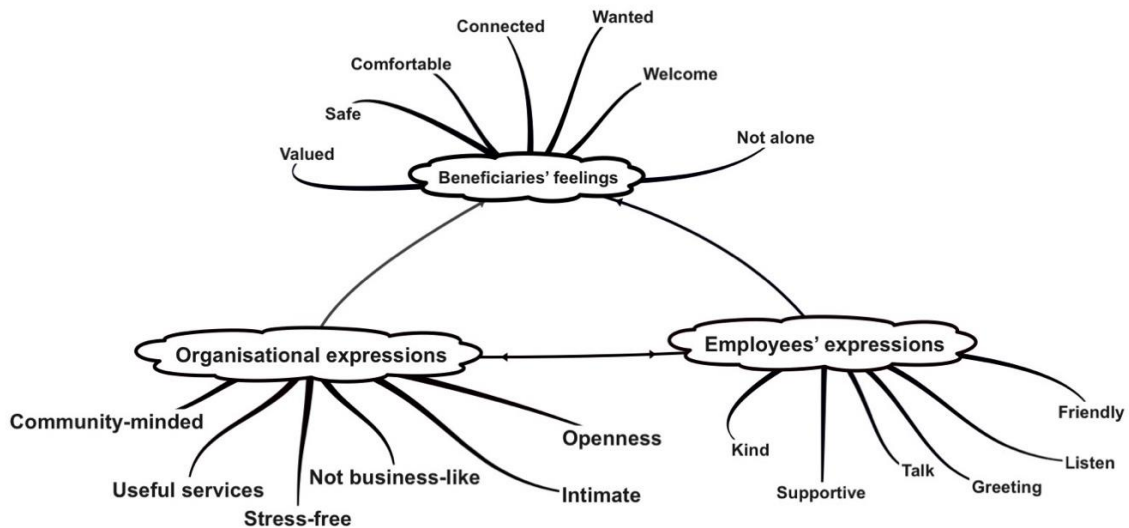 Wanted
Connected
Comfortable
Welcome
Safe
Not alone
Valued
Beneficiaries' feelings
Organisational expressions
Employees' expressions
Community-minded
Openness
Friendly
Kind
Useful services
Not business-like
Intimate
Talk
Listen
Supportive
Greeting
Stress-free